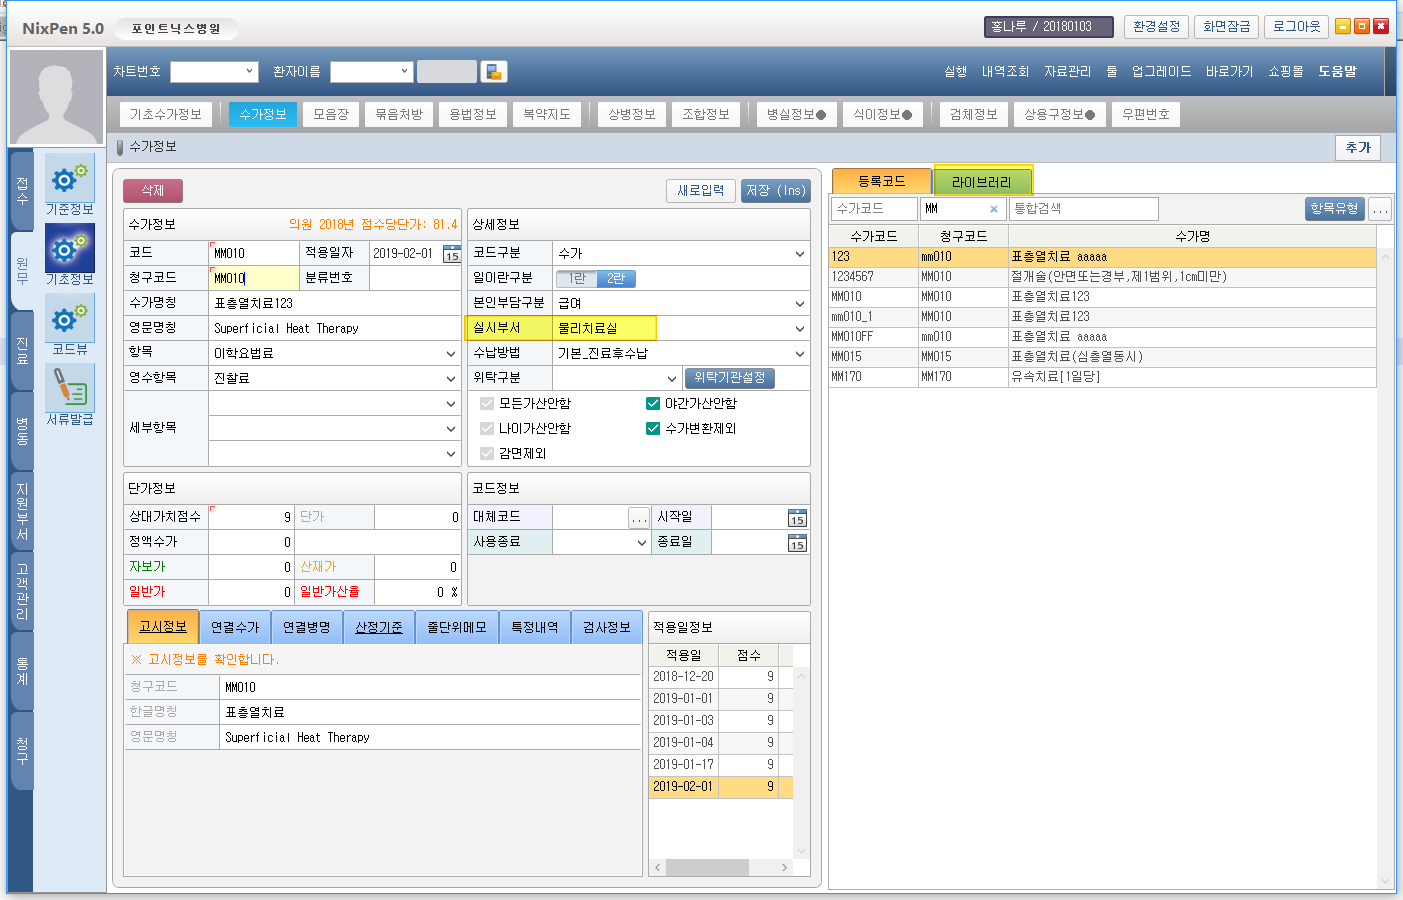 NixPen 5.0 포인트닉스병원 홍나루 / 20180103 환경설정 화면잠금 로그아웃
차트번호 환자이름 실행 내역조회 자료관리 툴 업그레이드 바로가기 쇼핑몰 도움말
기초수가정보 수가정보 모음장 묶음처방 용법정보 복약지도 상병정보 조합정보 병실정보● 식이정보● 검체정보 상용구정보● 우편번호
수가정보 추가
접수
원무
진료
병동
지원부서
고객관리
통계
청구
기준정보
기초정보
코드뷰
서류발급
삭제 새로입력 저장 (Ins)
수가정보 의원 2018년 점수당단가: 81.4
코드 MM010 적용일자 2019-02-01 15
청구코드 MM010 분류번호
수가명칭 표층열치료123
영문명칭 Superficial Heat Therapy
항목 이학요법료
영수항목 진찰료
세부항목
상세정보
코드구분 수가
일이란구분 1란 2란
본인부담구분 급여
실시부서 물리치료실
수납방법 기본_진료후수납
위탁구분 위탁기관설정
모든가산안함 야간가산안함
나이가산안함 수가변환제외
감면제외
단가정보
상대가치점수 9 단가 0
정액수가 0
자보가 0 산재가 0
일반가 0 일반가산율 0 %
코드정보
대체코드 ... 시작일 15
사용종료 종료일 15
고시정보 연결수가 연결병명 산정기준 줄단위메모 특정내역 검사정보
※ 고시정보를 확인합니다.
청구코드 MM010
한글명칭 표층열치료
영문명칭 Superficial Heat Therapy
적용일정보
적용일 점수
2018-12-20 9
2019-01-01 9
2019-01-03 9
2019-01-04 9
2019-01-17 9
2019-02-01 9
등록코드 라이브러리
수가코드 MM × 통합검색 항목유형 ...
수가코드 청구코드 수가명
123 mm010 표층열치료 aaaaa
1234567 절개술(안면또는경부,제1범위,1cm미만)
MM010 MM010 표층열치료123
mm010_1 MM010 표층열치료123
MM010FF mm010 표층열치료 aaaaa
MM015 MM015 표층열치료(심층열동시)
MM170 MM170 유속치료[1일당]